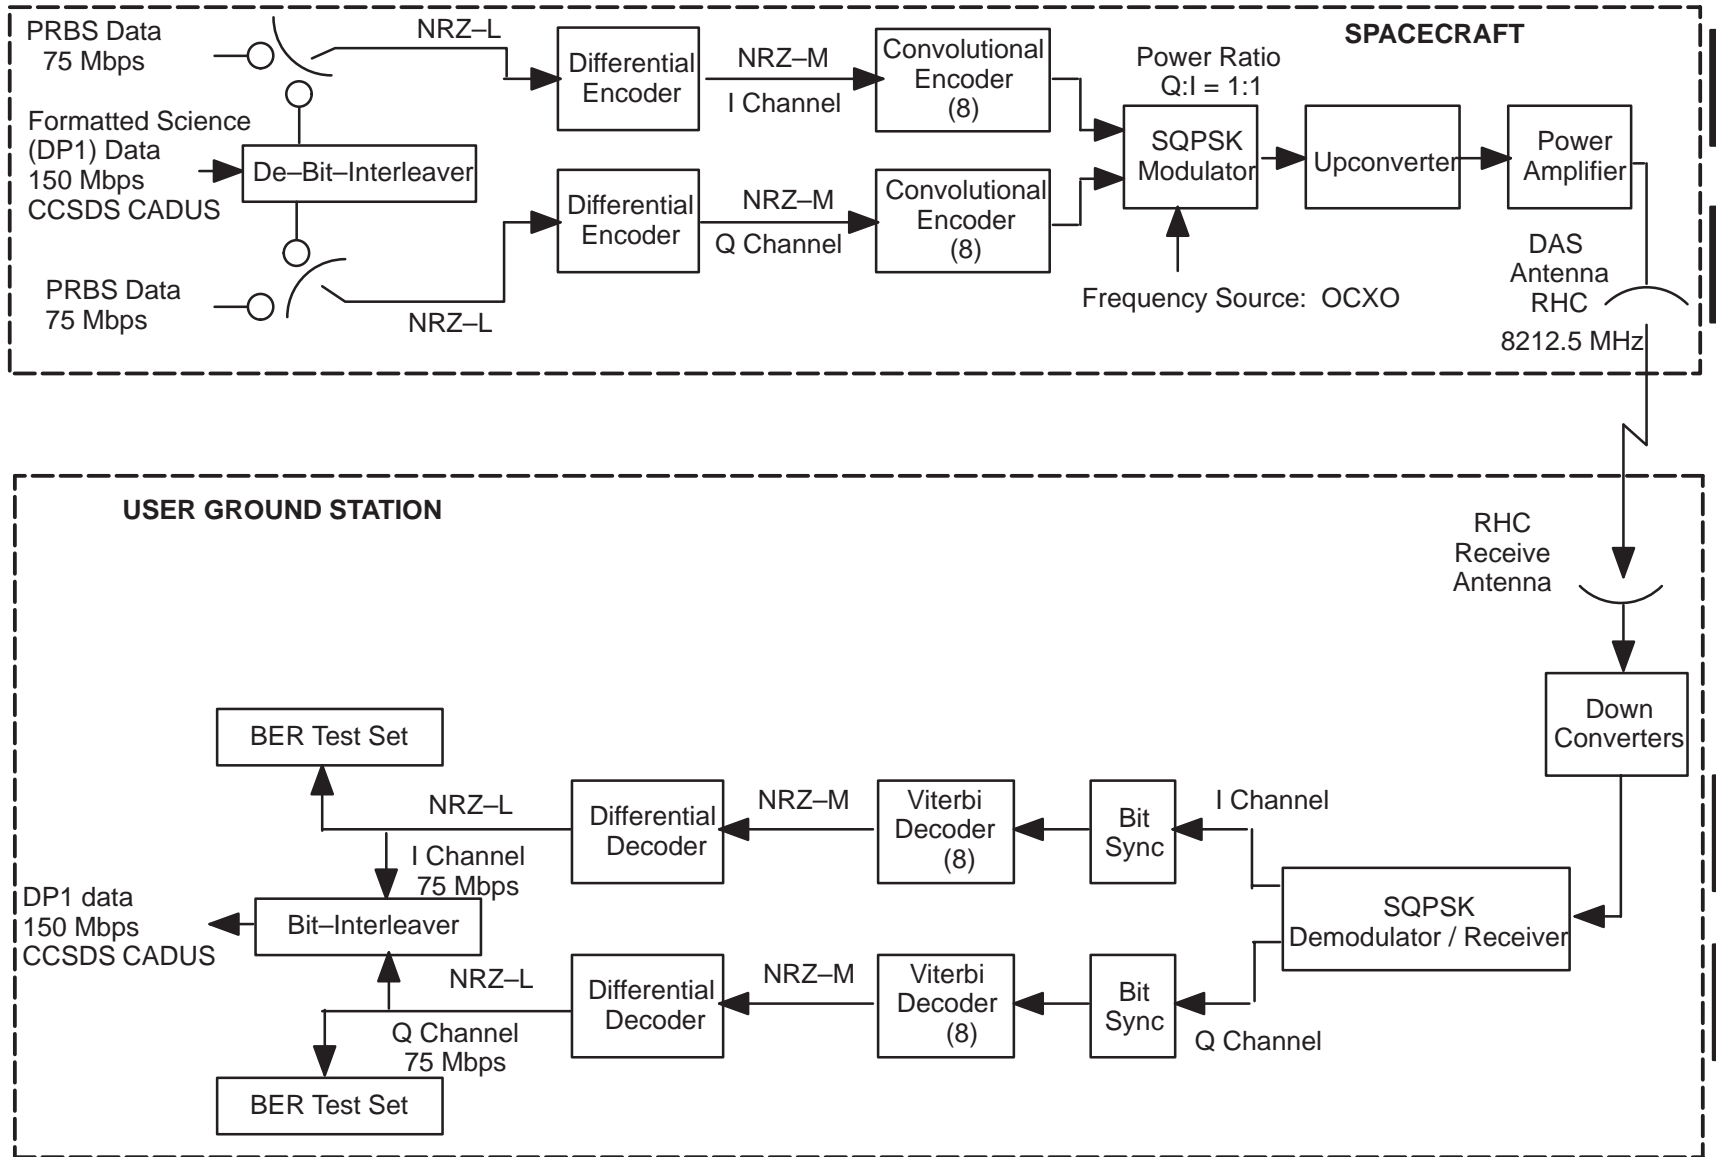 SPACECRAFT
PRBS Data
75 Mbps
NRZ–L
Differential
Encoder
NRZ–M
I Channel
Convolutional
Encoder
(8)
Power Ratio
Q:I = 1:1
Formatted Science
(DP1) Data
150 Mbps
CCSDS CADUS
De–Bit–Interleaver
SQPSK
Modulator
Upconverter
Power
Amplifier
Differential
Encoder
NRZ–M
Q Channel
Convolutional
Encoder
(8)
PRBS Data
75 Mbps
NRZ–L
Frequency Source: OCXO
DAS
Antenna
RHC
8212.5 MHz
USER GROUND STATION
RHC
Receive
Antenna
Down
Converters
BER Test Set
NRZ–L
Differential
Decoder
NRZ–M
Viterbi
Decoder
(8)
Bit
Sync
I Channel
I Channel
75 Mbps
DP1 data
150 Mbps
CCSDS CADUS
Bit–Interleaver
SQPSK
Demodulator / Receiver
NRZ–L
Differential
Decoder
NRZ–M
Viterbi
Decoder
(8)
Bit
Sync
Q Channel
Q Channel
75 Mbps
BER Test Set